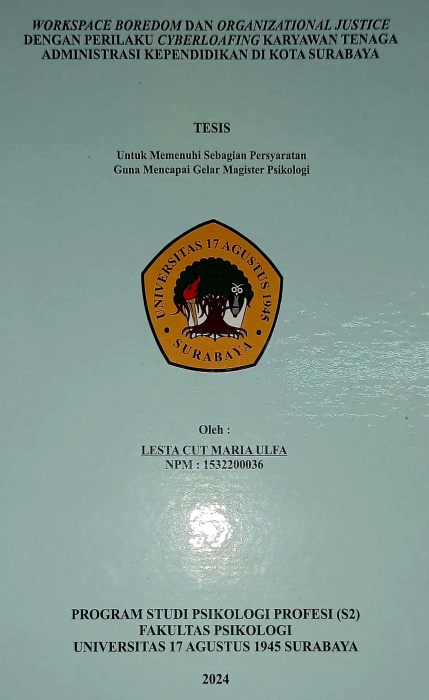 WORKSPACE BOREDOM DAN ORGANIZATIONAL JUSTICE
DENGAN PERILAKU CYBERLOAFING KARYAWAN TENAGA
ADMINISTRASI KEPENDIDIKAN DI KOTA SURABAYA
TESIS
Untuk Memenuhi Sebagian Persyaratan
Guna Mencapai Gelar Magister Psikologi
UNIVERSITAS 17 AGUSTUS 1945
SURABAYA
Oleh :
LESTA CUT MARIA ULFA
NPM : 1532200036
PROGRAM STUDI PSIKOLOGI PROFESI (S2)
FAKULTAS PSIKOLOGI
UNIVERSITAS 17 AGUSTUS 1945 SURABAYA
2024